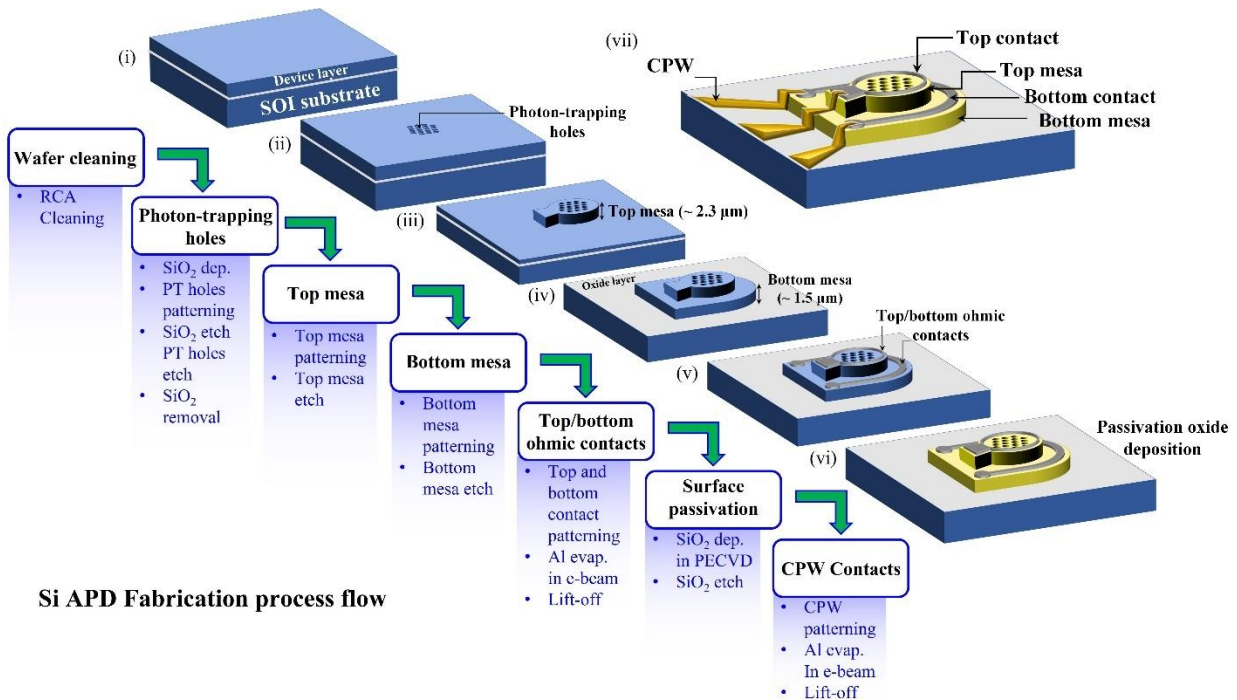 (i)
Device layer
SOI substrate
(ii)
Photon-trapping
holes
(iii)
Top mesa (~ 2.3 μm)
(iv)
Oxide layer
Bottom mesa
(~ 1.5 μm)
(v)
Top/bottom ohmic
contacts
(vi)
Passivation oxide
deposition
(vii)
CPW
Top contact
Top mesa
Bottom contact
Bottom mesa
Wafer cleaning
• RCA
Cleaning
Photon-trapping
holes
• SiO₂ dep.
• PT holes
patterning
• SiO₂ etch
PT holes
etch
• SiO₂
removal
Top mesa
• Top mesa
patterning
• Top mesa
etch
Bottom mesa
• Bottom
mesa
patterning
• Bottom
mesa etch
Top/bottom
ohmic contacts
• Top and
bottom
contact
patterning
• Al evap.
in e-beam
• Lift-off
Surface
passivation
• SiO₂ dep.
in PECVD
• SiO₂ etch
CPW Contacts
• CPW
patterning
• Al evap.
In e-beam
• Lift-off
Si APD Fabrication process flow